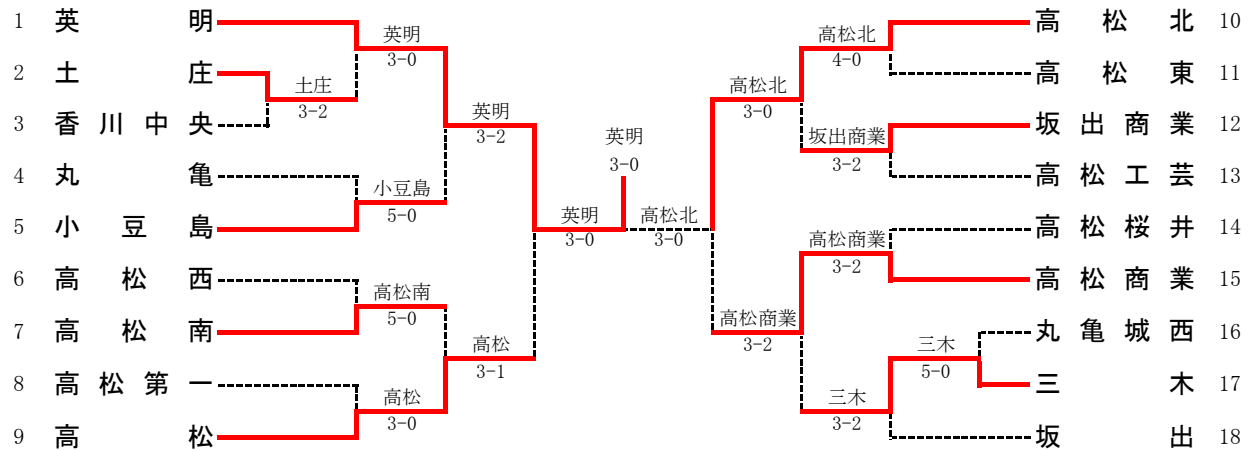 1 英明
2 土庄
3 香川中央
4 丸亀
5 小豆島
6 高松西
7 高松南
8 高松第一
9 高松
土庄
3-2
英明
3-0
小豆島
5-0
高松南
5-0
高松
3-0
英明
3-2
高松
3-1
英明
3-0
英明
3-0
高松北
3-0
高松北
3-0
高松商業
3-2
高松北
4-0
坂出商業
3-2
高松商業
3-2
三木
3-2
三木
5-0
高松北 10
高松東 11
坂出商業 12
高松工芸 13
高松桜井 14
高松商業 15
丸亀城西 16
三木 17
坂出 18